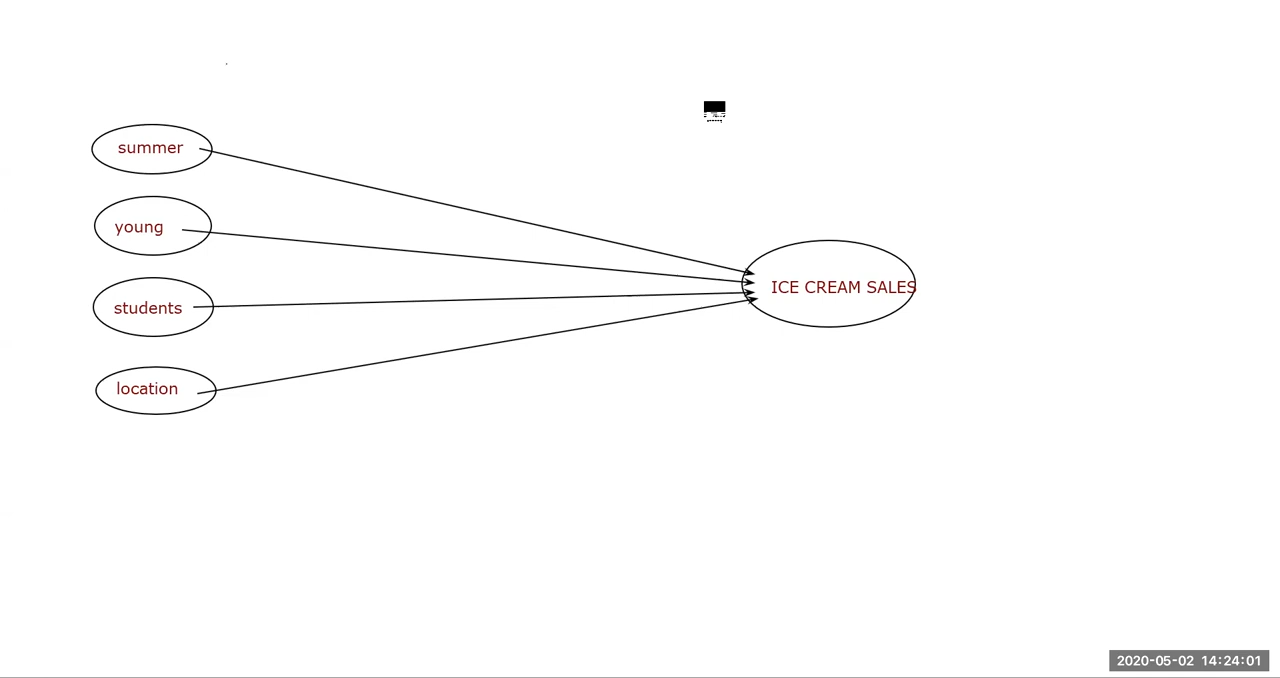 summer
young
students
location
ICE CREAM SALES
2020-05-02 14:24:01